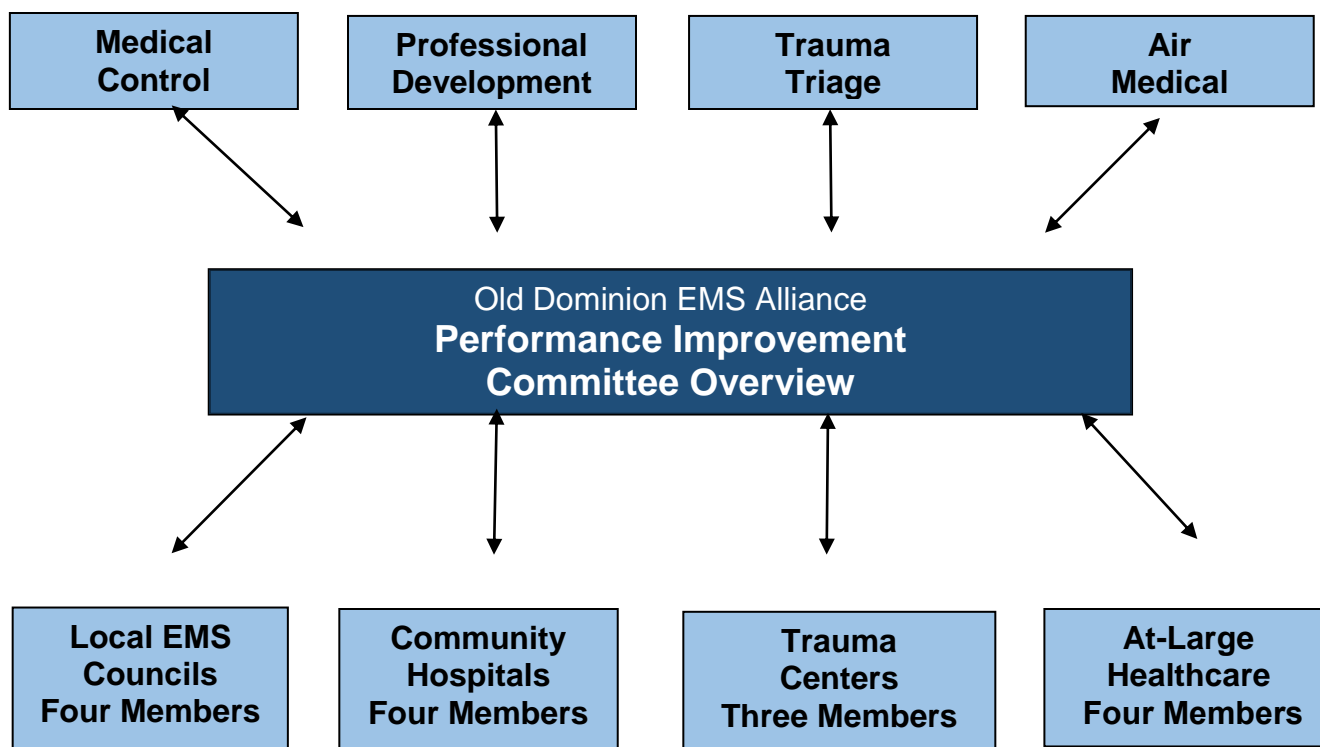 Medical
Control
Professional
Development
Trauma
Triage
Air
Medical
Old Dominion EMS Alliance
Performance Improvement
Committee Overview
Local EMS
Councils
Four Members
Community
Hospitals
Four Members
Trauma
Centers
Three Members
At-Large
Healthcare
Four Members